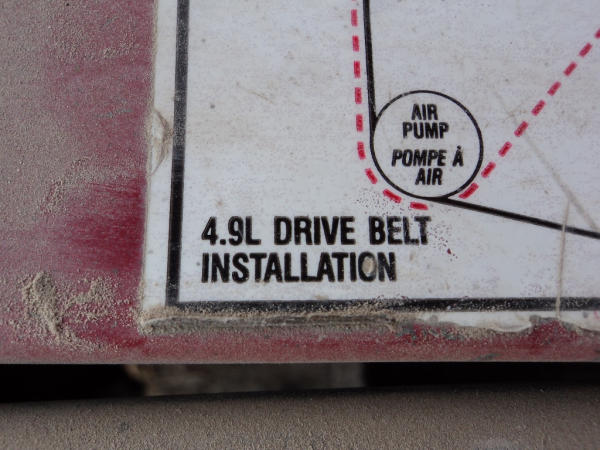 AIR
PUMP
POMPE À
AIR
4.9L DRIVE BELT
INSTALLATION